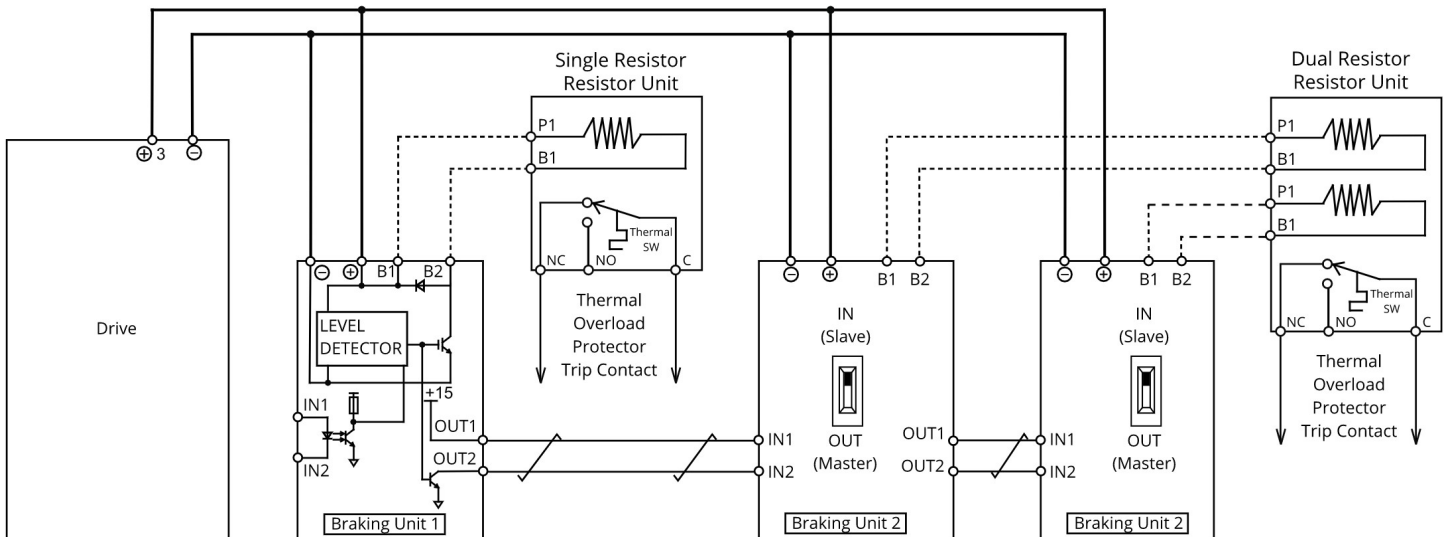 Single Resistor
Resistor Unit
Dual Resistor
Resistor Unit
⊕ 3
⊖
P1
B1
Thermal
SW
NC
NO
C
Thermal
Overload
Protector
Trip Contact
P1
B1
P1
B1
Thermal
SW
NC
NO
C
Thermal
Overload
Protector
Trip Contact
Drive
⊖
⊕
B1
B2
LEVEL
DETECTOR
+15
IN1
IN2
OUT1
OUT2
Braking Unit 1
⊖
⊕
B1
B2
IN
(Slave)
OUT
(Master)
IN1
IN2
OUT1
OUT2
Braking Unit 2
⊖
⊕
B1
B2
IN
(Slave)
OUT
(Master)
IN1
IN2
Braking Unit 2